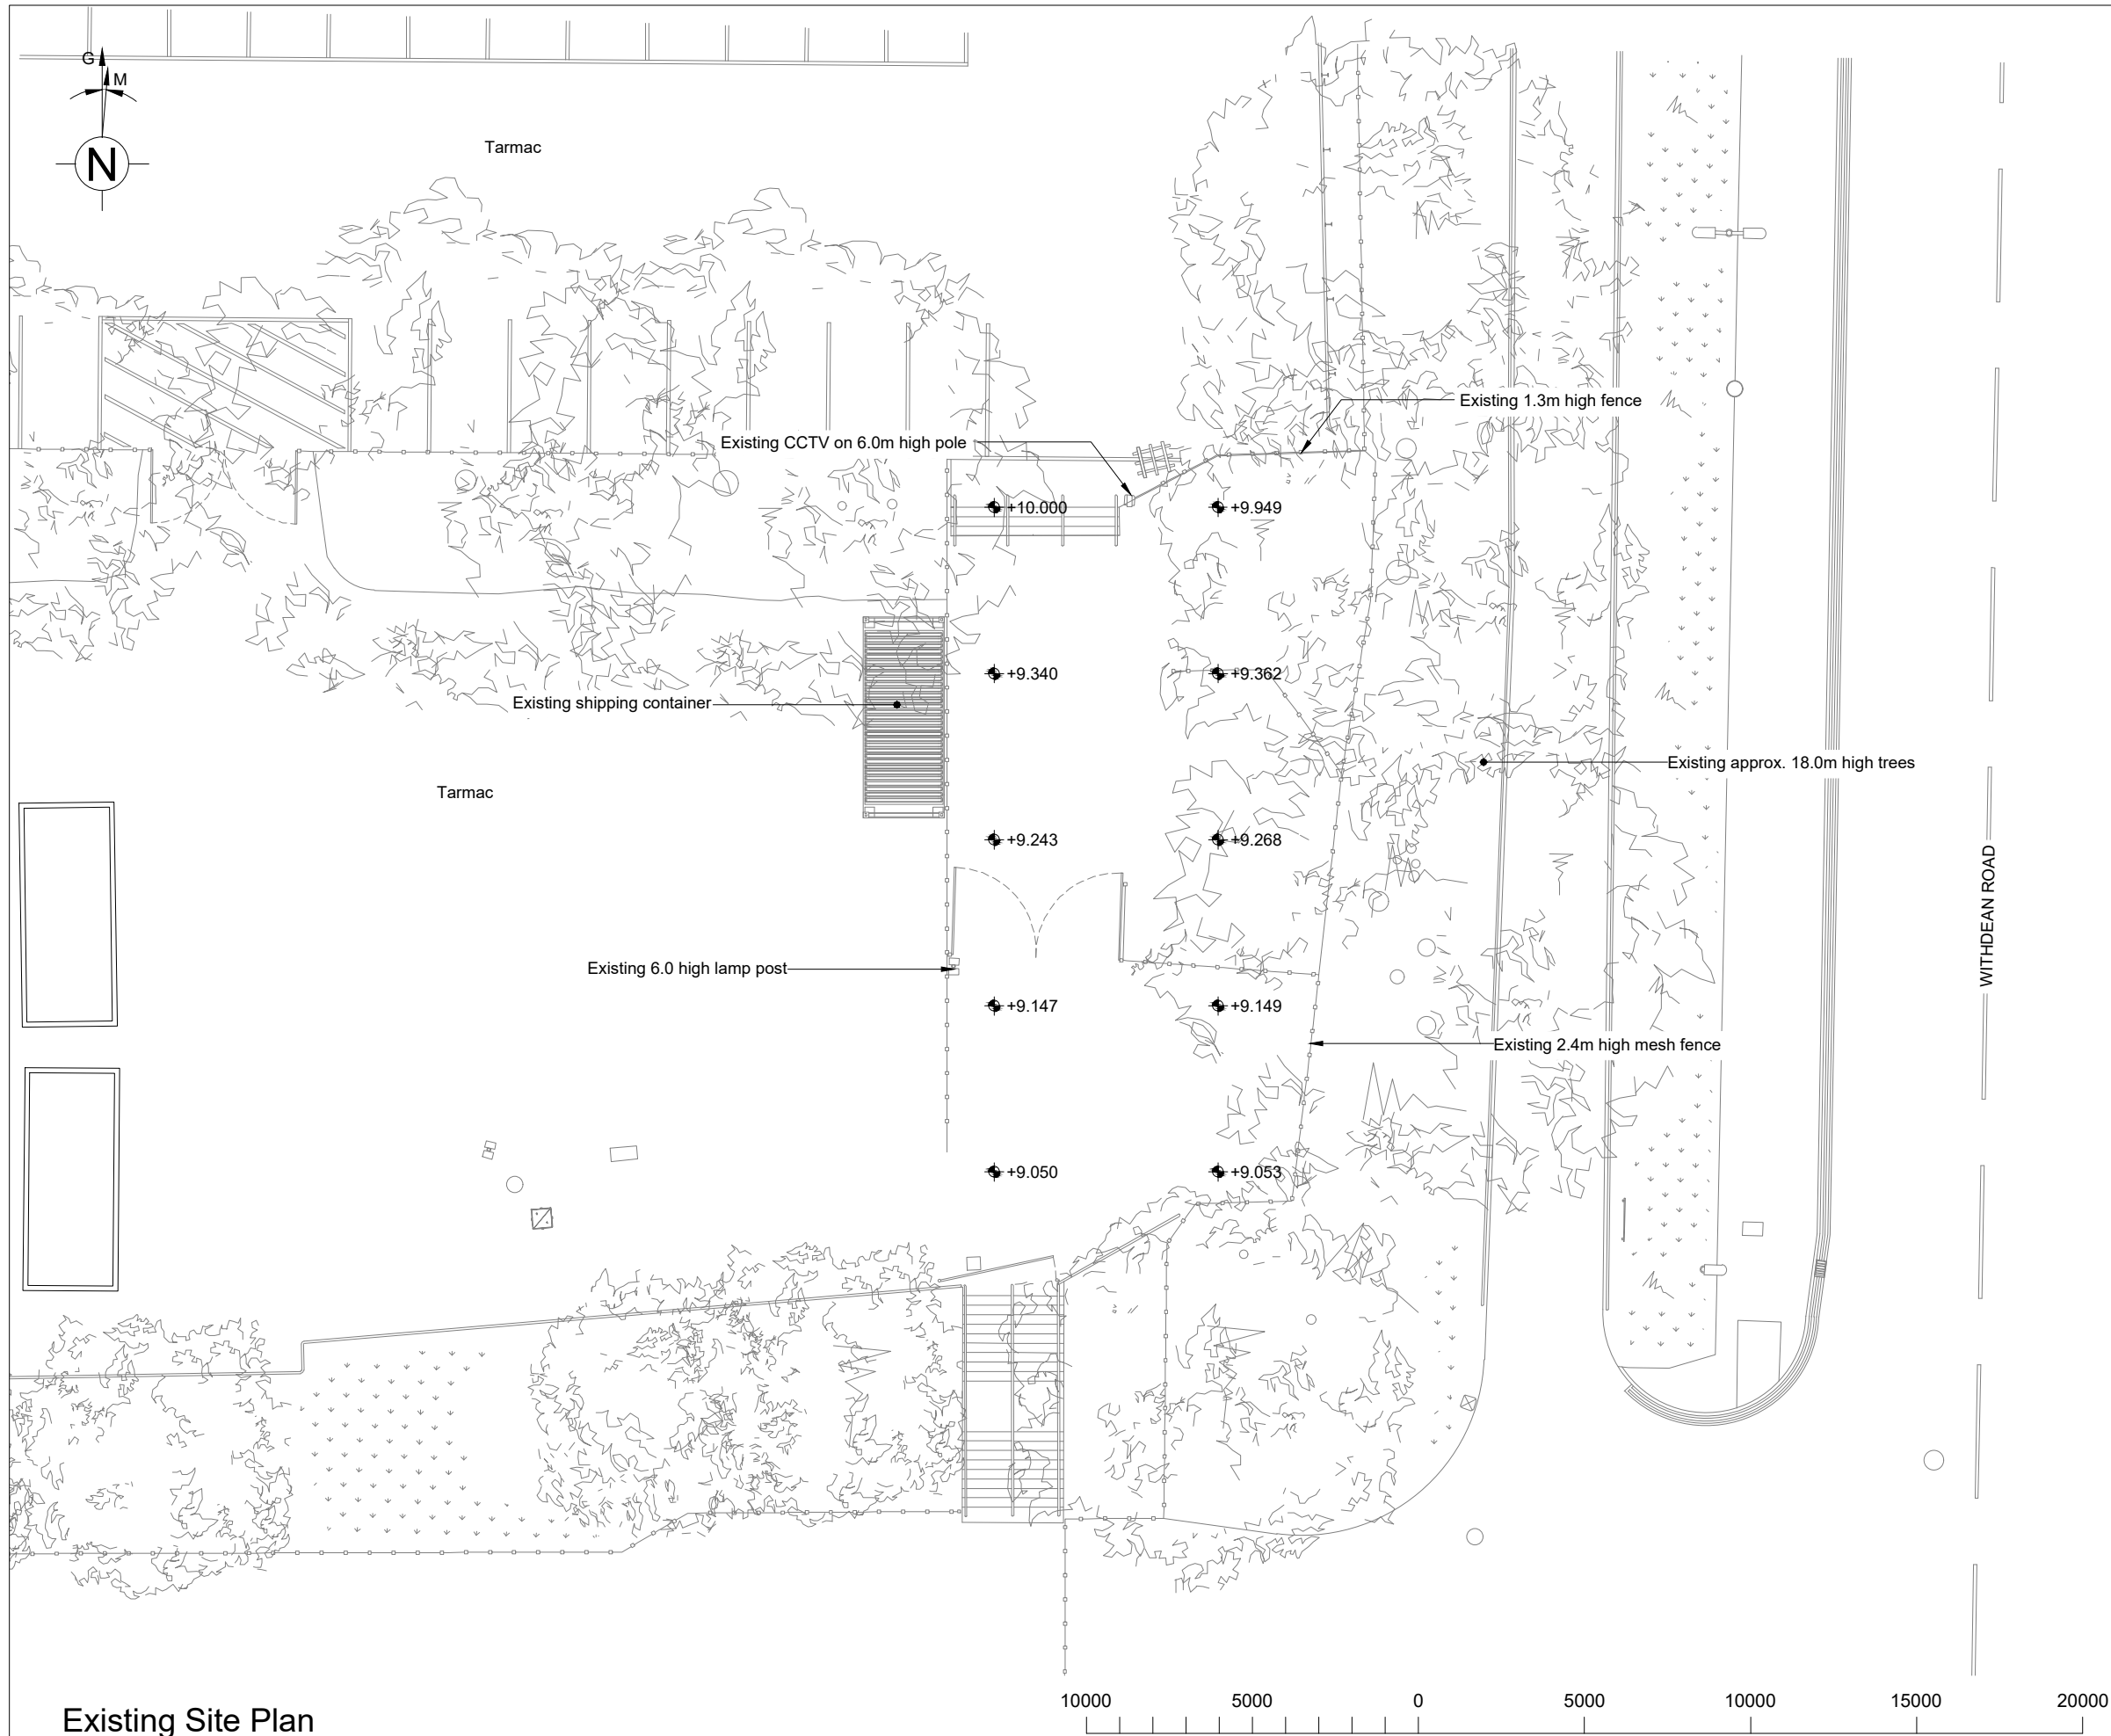 G
M
N
Tarmac
Existing 1.3m high fence
Existing CCTV on 6.0m high pole
+10.000
+9.949
+9.340
+9.362
Existing shipping container
Existing approx. 18.0m high trees
Tarmac
+9.243
+9.268
WITHDEAN ROAD
Existing 6.0 high lamp post
+9.147
+9.149
Existing 2.4m high mesh fence
+9.050
+9.053
10000 5000 0 5000 10000 15000 20000
Existing Site Plan